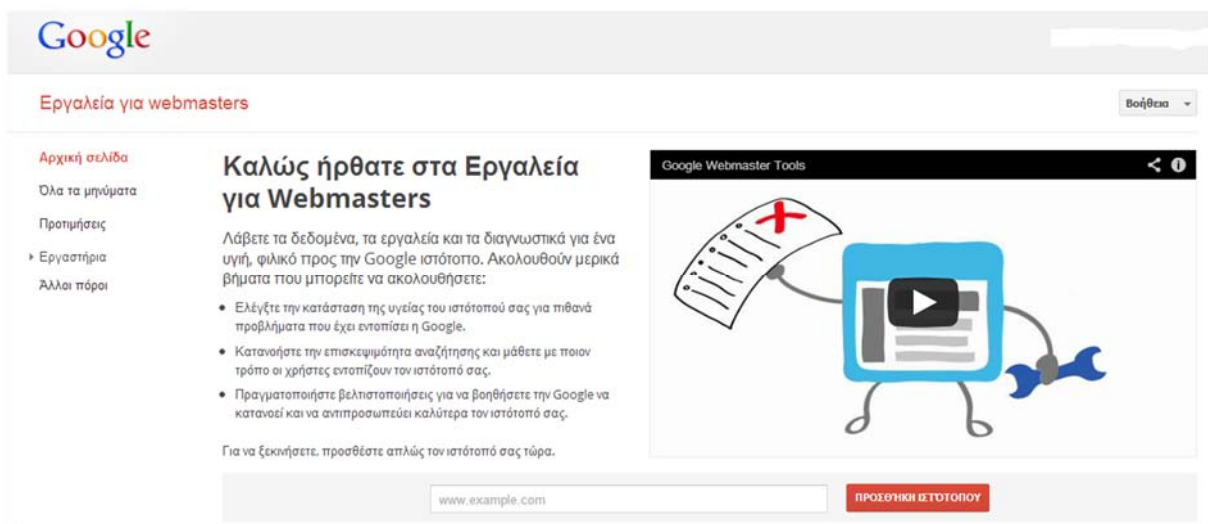 Google
Εργαλεία για webmasters
Βοήθεια
Αρχική σελίδα
Όλα τα μηνύματα
Προτιμήσεις
Εργαστήρια
Άλλοι πόροι
Καλώς ήρθατε στα Εργαλεία
για Webmasters
Λάβετε τα δεδομένα, τα εργαλεία και τα διαγνωστικά για ένα
υγιή, φιλικό προς την Google ιστότοπο. Ακολουθούν μερικά
βήματα που μπορείτε να ακολουθήσετε:
• Ελέγξτε την κατάσταση της υγείας του ιστότοπού σας για πιθανά
προβλήματα που έχει εντοπίσει η Google.
• Κατανοήστε την επισκεψιμότητα αναζήτησης και μάθετε με ποιον
τρόπο οι χρήστες εντοπίζουν τον ιστότοπό σας.
• Πραγματοποιήστε βελτιστοποιήσεις για να βοηθήσετε την Google να
κατανοεί και να αντιπροσωπεύει καλύτερα τον ιστότοπό σας.
Για να ξεκινήσετε, προσθέστε απλώς τον ιστότοπό σας τώρα.
Google Webmaster Tools
www.example.com
ΠΡΟΣΘΉΚΗ ΙΣΤΌΤΟΠΟΥ